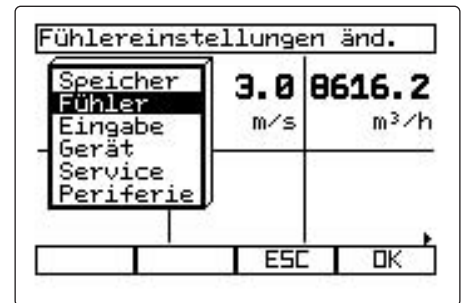 Fühlereinstellungen änd.
Speicher
Fühler
Eingabe
Gerät
Service
Periferie
3.0 8616.2
m/s m³/h
ESC OK